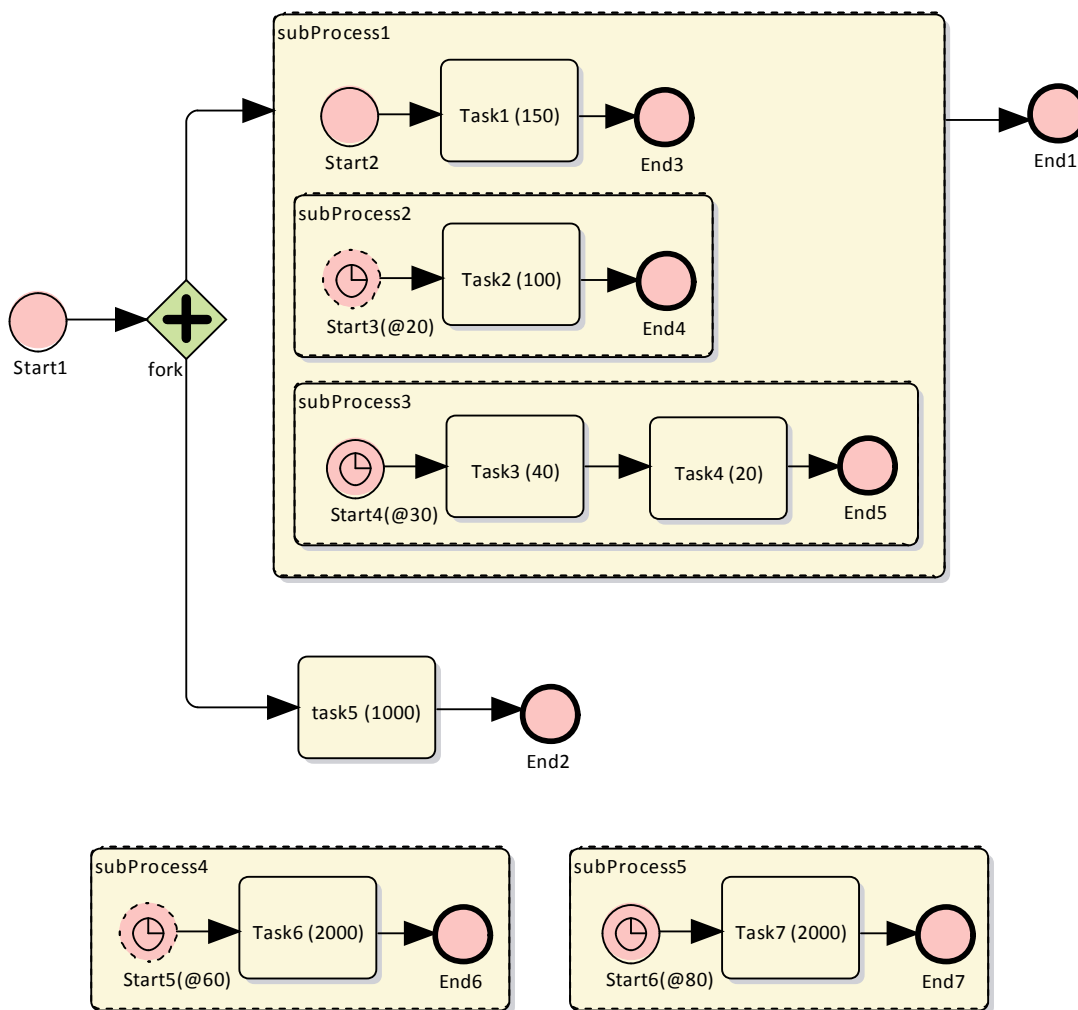 subProcess1
Task1 (150)
Start2
End3
End1
subProcess2
Task2 (100)
Start3(@20)
End4
Start1
fork
subProcess3
Task3 (40)
Task4 (20)
Start4(@30)
End5
task5 (1000)
End2
subProcess4
Task6 (2000)
Start5(@60)
End6
subProcess5
Task7 (2000)
Start6(@80)
End7